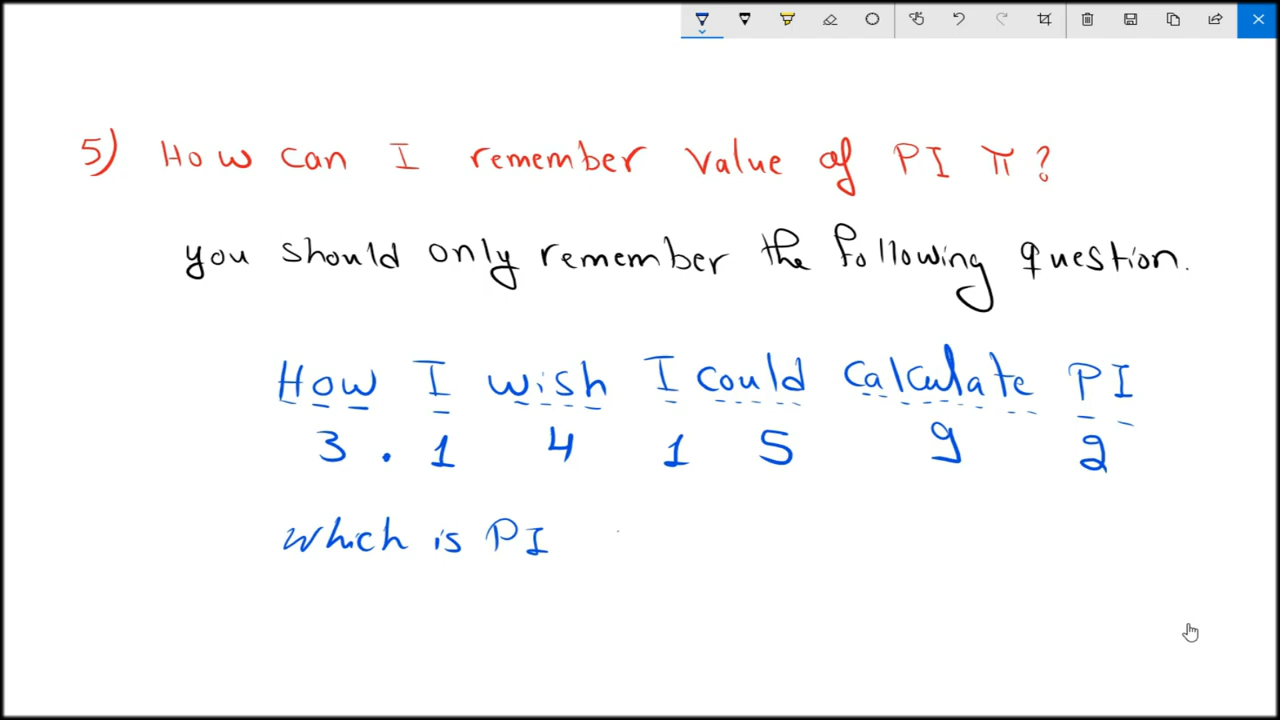 5) How can I remember value of PI π?
you should only remember the following question.
How I wish I could calculate PI
3 . 1 4 1 5 9 2
which is PI